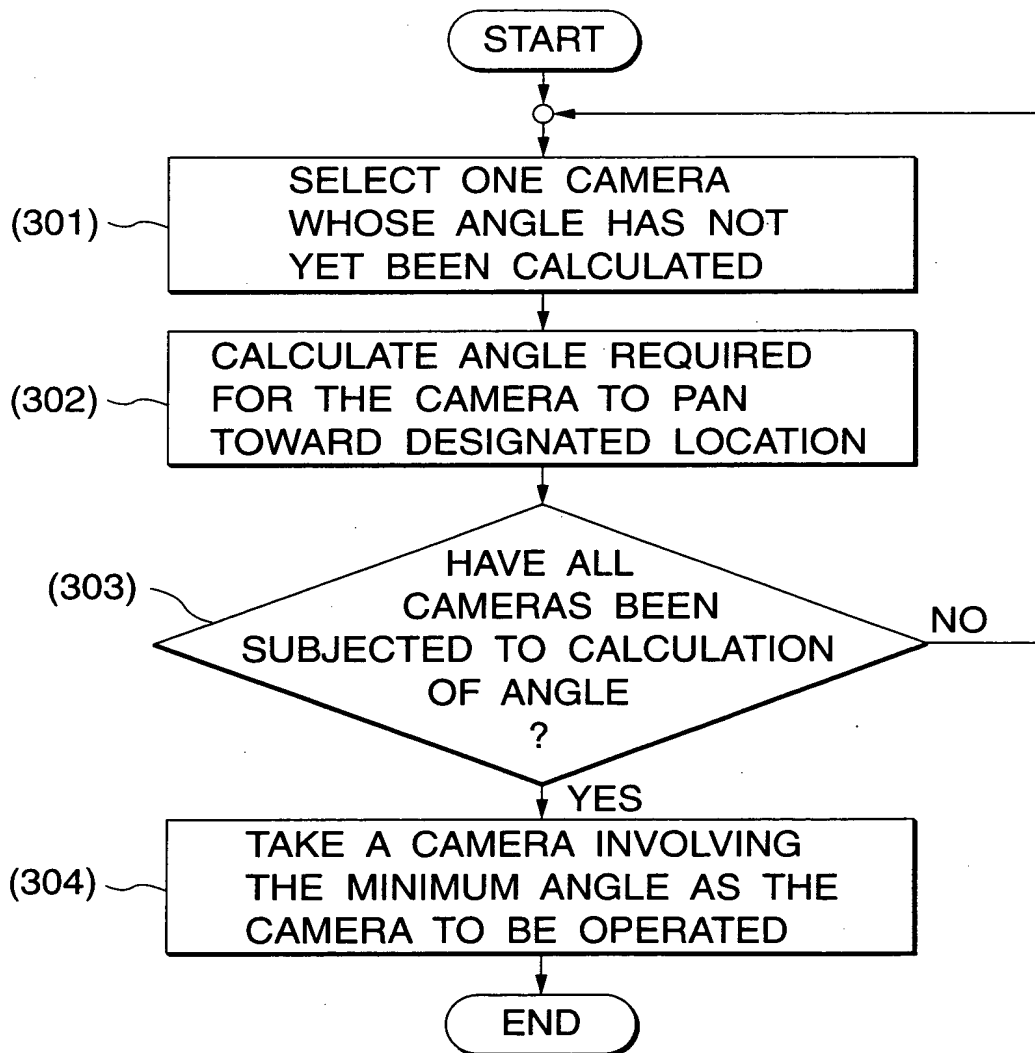 START
(301)
SELECT ONE CAMERA
WHOSE ANGLE HAS NOT
YET BEEN CALCULATED
(302)
CALCULATE ANGLE REQUIRED
FOR THE CAMERA TO PAN
TOWARD DESIGNATED LOCATION
(303)
HAVE ALL
CAMERAS BEEN
SUBJECTED TO CALCULATION
OF ANGLE
?
NO
YES
(304)
TAKE A CAMERA INVOLVING
THE MINIMUM ANGLE AS THE
CAMERA TO BE OPERATED
END